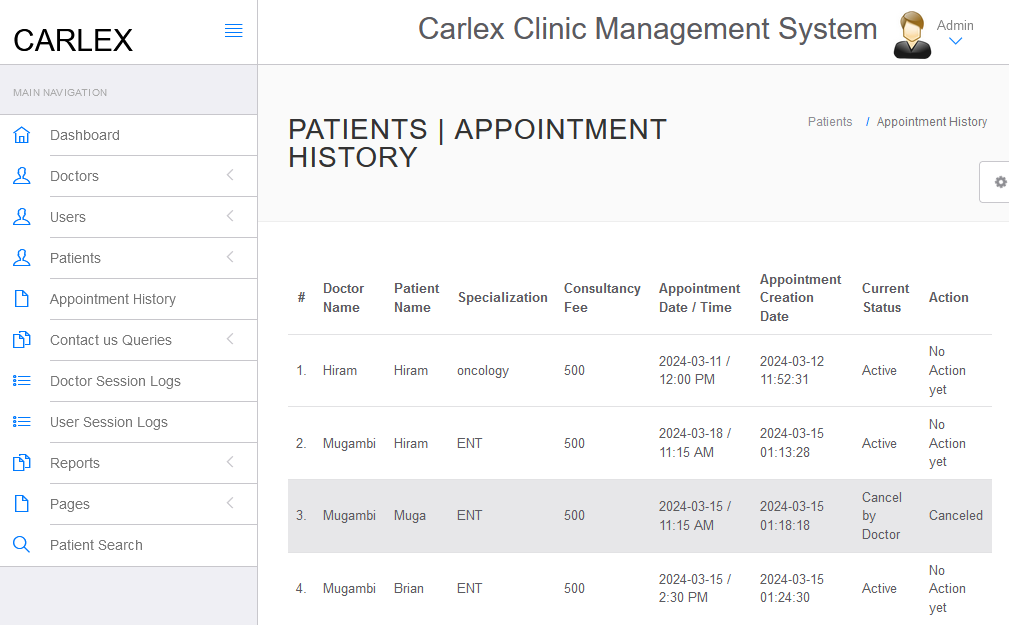 CARLEX
Carlex Clinic Management System
Admin
MAIN NAVIGATION
Dashboard
Doctors
Users
Patients
Appointment History
Contact us Queries
Doctor Session Logs
User Session Logs
Reports
Pages
Patient Search
PATIENTS | APPOINTMENT
HISTORY
Patients / Appointment History
# Doctor Name Patient Name Specialization Consultancy Fee Appointment Date / Time Appointment Creation Date Current Status Action
1. Hiram Hiram oncology 500 2024-03-11 / 12:00 PM 2024-03-12 11:52:31 Active No Action yet
2. Mugambi Hiram ENT 500 2024-03-18 / 11:15 AM 2024-03-15 01:13:28 Active No Action yet
3. Mugambi Muga ENT 500 2024-03-15 / 11:15 AM 2024-03-15 01:18:18 Cancel by Doctor Canceled
4. Mugambi Brian ENT 500 2024-03-15 / 2:30 PM 2024-03-15 01:24:30 Active No Action yet